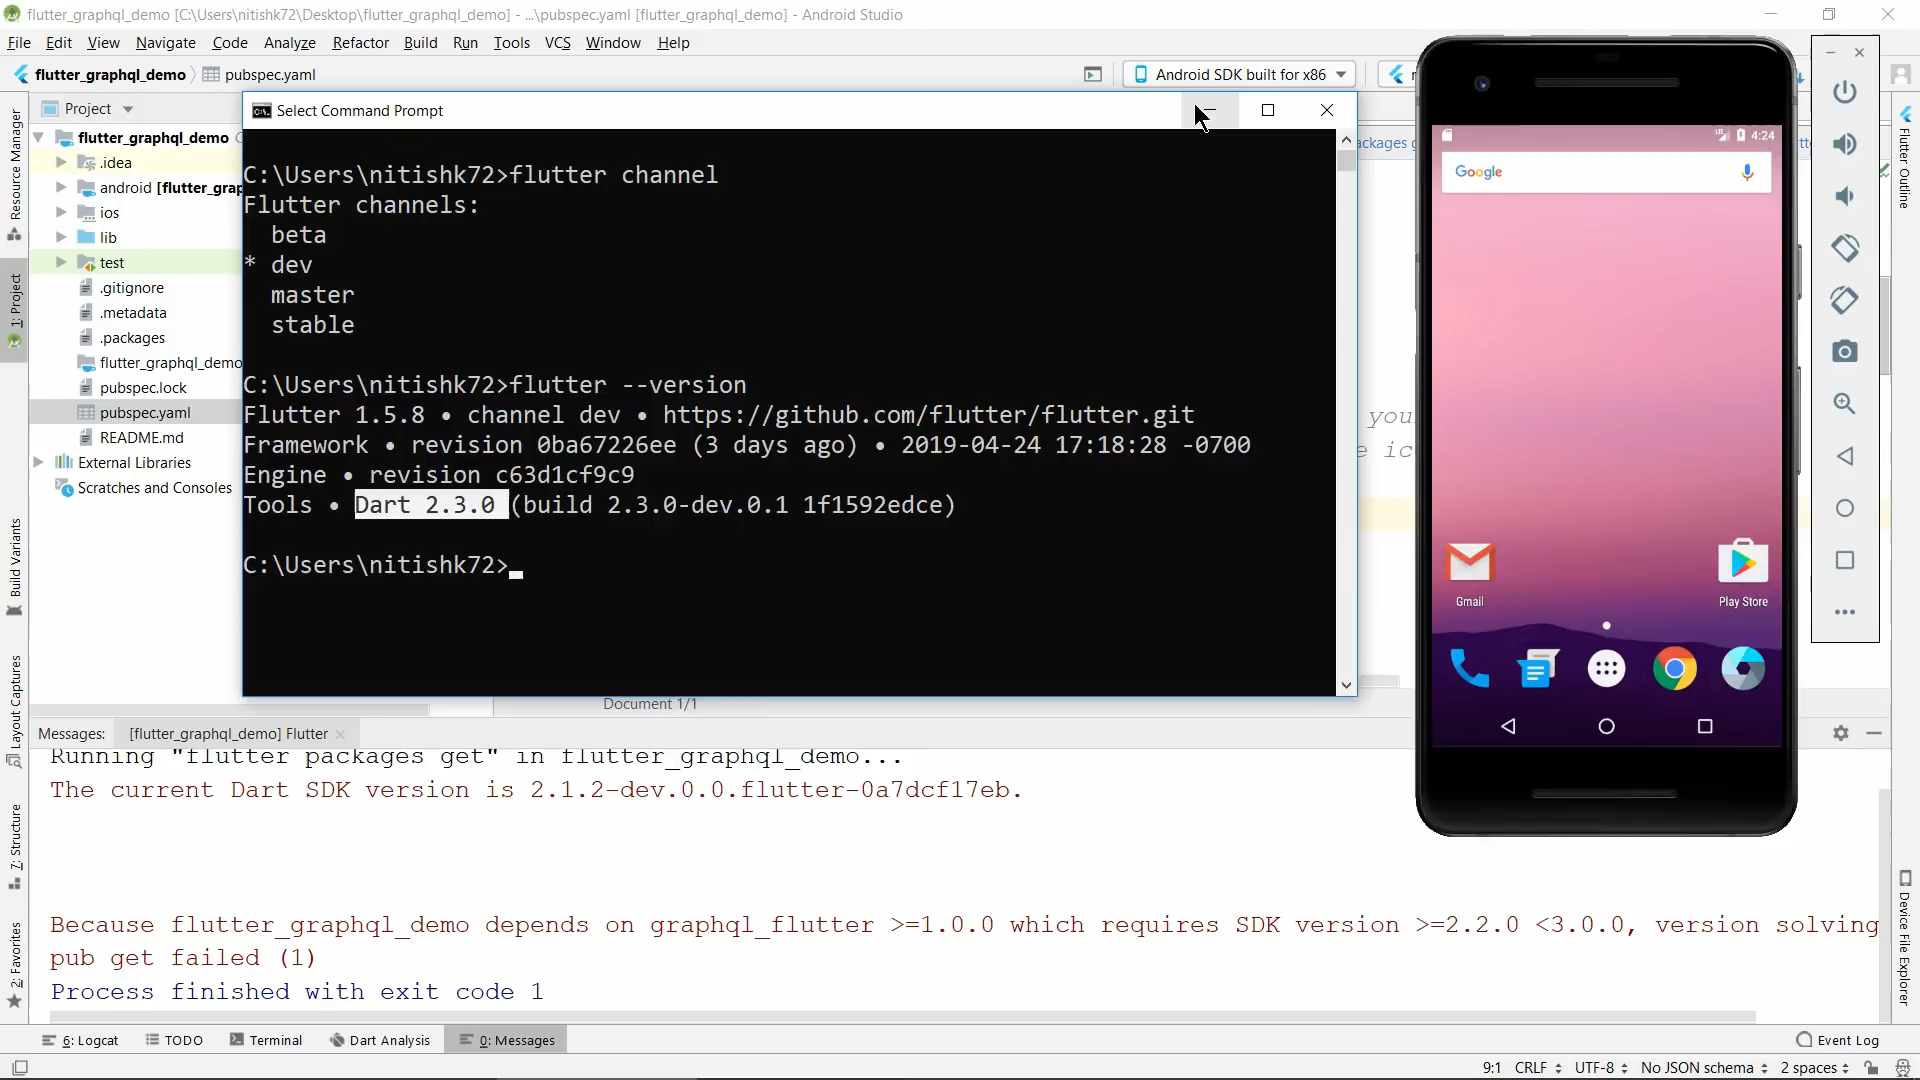 flutter_graphql_demo [C:\Users\nitishk72\Desktop\flutter_graphql_demo] - ...\pubspec.yaml [flutter_graphql_demo] - Android Studio
File Edit View Navigate Code Analyze Refactor Build Run Tools VCS Window Help
flutter_graphql_demo pubspec.yaml
Android SDK built for x86
Project
Select Command Prompt
flutter_graphql_demo
.idea
android [flutter_grap
ios
lib
test
.gitignore
.metadata
.packages
flutter_graphql_demo
pubspec.lock
pubspec.yaml
README.md
External Libraries
Scratches and Consoles
C:\Users\nitishk72>flutter channel
Flutter channels:
beta
* dev
master
stable
C:\Users\nitishk72>flutter --version
Flutter 1.5.8 • channel dev • https://github.com/flutter/flutter.git
Framework • revision 0ba67226ee (3 days ago) • 2019-04-24 17:18:28 -0700
Engine • revision c63d1cf9c9
Tools • Dart 2.3.0 (build 2.3.0-dev.0.1 1f1592edce)
C:\Users\nitishk72>
ackages g
you
e ic
Document 1/1
4:24
Google
Gmail
Play Store
Resource Manager
1: Project
Build Variants
Layout Captures
7: Structure
2: Favorites
Flutter Outline
Device File Explorer
Messages: [flutter_graphql_demo] Flutter
Running "flutter packages get" in flutter_graphql_demo...
The current Dart SDK version is 2.1.2-dev.0.0.flutter-0a7dcf17eb.
Because flutter_graphql_demo depends on graphql_flutter >=1.0.0 which requires SDK version >=2.2.0 <3.0.0, version solving
pub get failed (1)
Process finished with exit code 1
6: Logcat TODO Terminal Dart Analysis 0: Messages Event Log
9:1 CRLF UTF-8 No JSON schema 2 spaces